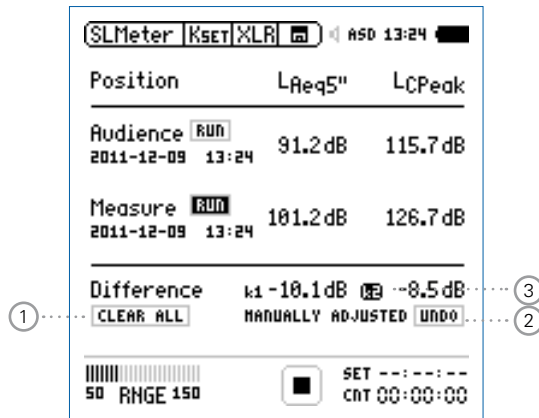 SLMeter KSET XLR ASD 13:24
Position LAeq5" LCPeak
Audience RUN 91.2dB 115.7dB
2011-12-09 13:24
Measure RUN 101.2dB 126.7dB
2011-12-09 13:24
Difference k1 -10.1dB k2 -8.5dB 3
1 CLEAR ALL MANUALLY ADJUSTED UNDO 2
SET --:--:--
50 RNGE 150 CNT 00:00:00